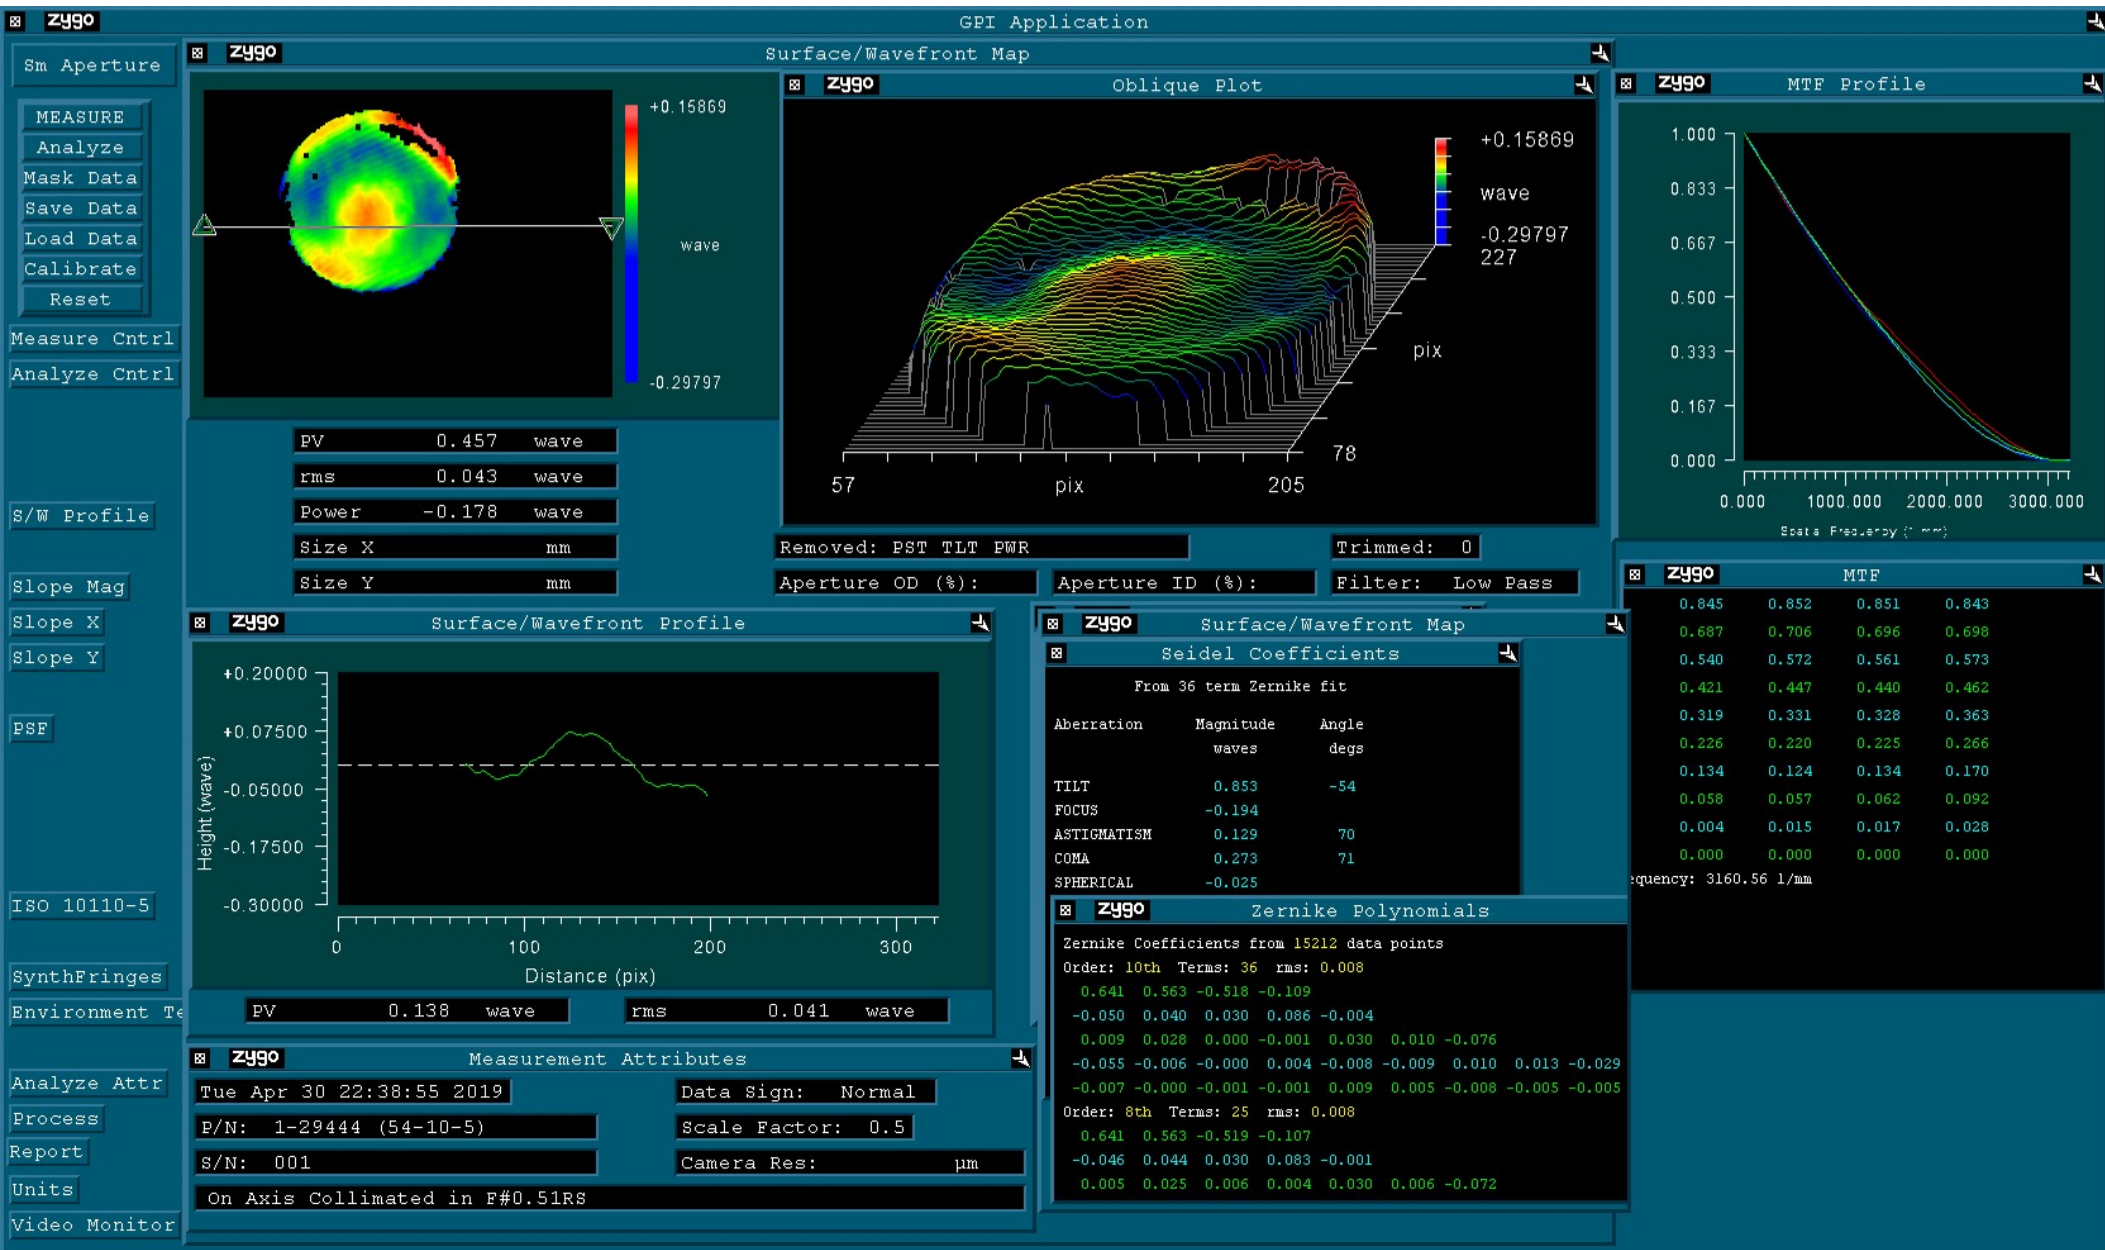 zygo GPI Application
Sm Aperture
MEASURE
Analyze
Mask Data
Save Data
Load Data
Calibrate
Reset
Measure Cntrl
Analyze Cntrl
S/W Profile
Slope Mag
Slope X
Slope Y
PSF
ISO 10110-5
SynthFringes
Environment Te
Analyze Attr
Process
Report
Units
Video Monitor
zygo Surface/Wavefront Map
+0.15869
wave
-0.29797
PV 0.457 wave
rms 0.043 wave
Power -0.178 wave
Size X mm
Size Y mm
zygo Oblique Plot
+0.15869
wave
-0.29797
227
pix
78
57 pix 205
Removed: PST TLT PWR
Trimmed: 0
Aperture OD (%):
Aperture ID (%):
Filter: Low Pass
zygo MTF Profile
1.000
0.833
0.667
0.500
0.333
0.167
0.000
0.000 1000.000 2000.000 3000.000
zygo MTF
0.845 0.852 0.851 0.843
0.687 0.706 0.696 0.698
0.540 0.572 0.561 0.573
0.421 0.447 0.440 0.462
0.319 0.331 0.328 0.363
0.226 0.220 0.225 0.266
0.134 0.124 0.134 0.170
0.058 0.057 0.062 0.092
0.004 0.015 0.017 0.028
0.000 0.000 0.000 0.000
equency: 3160.56 1/mm
zygo Surface/Wavefront Profile
+0.20000
+0.07500
-0.05000
-0.17500
-0.30000
Height (wave)
0 100 200 300
Distance (pix)
PV 0.138 wave
rms 0.041 wave
zygo Surface/Wavefront Map
Seidel Coefficients
From 36 term Zernike fit
Aberration Magnitude Angle
waves degs
TILT 0.853 -54
FOCUS -0.194
ASTIGMATISM 0.129 70
COMA 0.273 71
SPHERICAL -0.025
zygo Zernike Polynomials
Zernike Coefficients from 15212 data points
Order: 10th Terms: 36 rms: 0.008
0.641 0.563 -0.518 -0.109
-0.050 0.040 0.030 0.086 -0.004
0.009 0.028 0.000 -0.001 0.030 0.010 -0.076
-0.055 -0.006 -0.000 0.004 -0.008 -0.009 0.010 0.013 -0.029
-0.007 -0.000 -0.001 -0.001 0.009 0.005 -0.008 -0.005 -0.005
Order: 8th Terms: 25 rms: 0.008
0.641 0.563 -0.519 -0.107
-0.046 0.044 0.030 0.083 -0.001
0.005 0.025 0.006 0.004 0.030 0.006 -0.072
zygo Measurement Attributes
Tue Apr 30 22:38:55 2019
Data Sign: Normal
P/N: 1-29444 (54-10-5)
Scale Factor: 0.5
S/N: 001
Camera Res: µm
On Axis Collimated in F#0.51RS